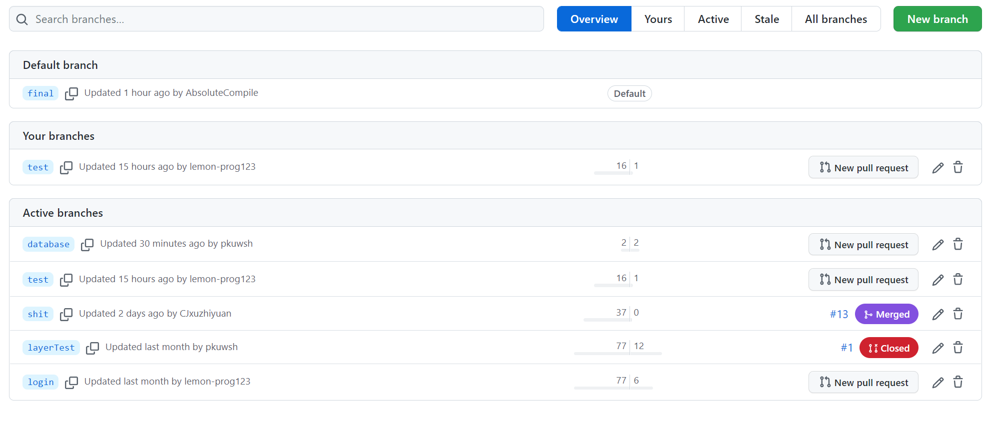 Search branches... Overview Yours Active Stale All branches New branch
Default branch
final Updated 1 hour ago by AbsoluteCompile Default
Your branches
test Updated 15 hours ago by lemon-prog123 16 1 New pull request
Active branches
database Updated 30 minutes ago by pkuwsh 2 2 New pull request
test Updated 15 hours ago by lemon-prog123 16 1 New pull request
shit Updated 2 days ago by CJxuzhiyuan 37 0 #13 Merged
layerTest Updated last month by pkuwsh 77 12 #1 Closed
login Updated last month by lemon-prog123 77 6 New pull request